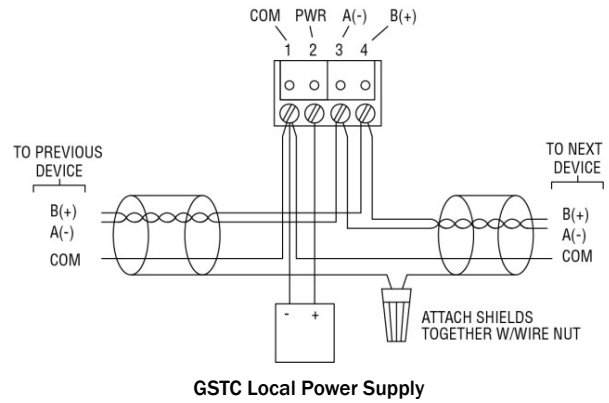 COM PWR A(-) B(+)
1 2 3 4
TO PREVIOUS
DEVICE
B(+)
A(-)
COM
TO NEXT
DEVICE
B(+)
A(-)
COM
- +
ATTACH SHIELDS
TOGETHER W/WIRE NUT
GSTC Local Power Supply